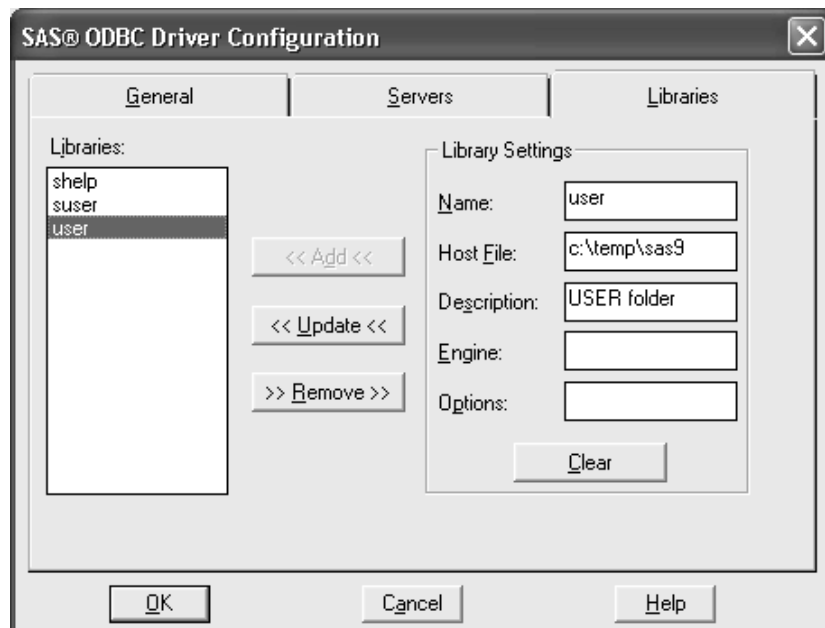 SAS® ODBC Driver Configuration
General Servers Libraries
Libraries:
shelp
suser
user
<< Add <<
<< Update <<
>> Remove >>
Library Settings
Name: user
Host File: c:\temp\sas9
Description: USER folder
Engine:
Options:
Clear
OK Cancel Help